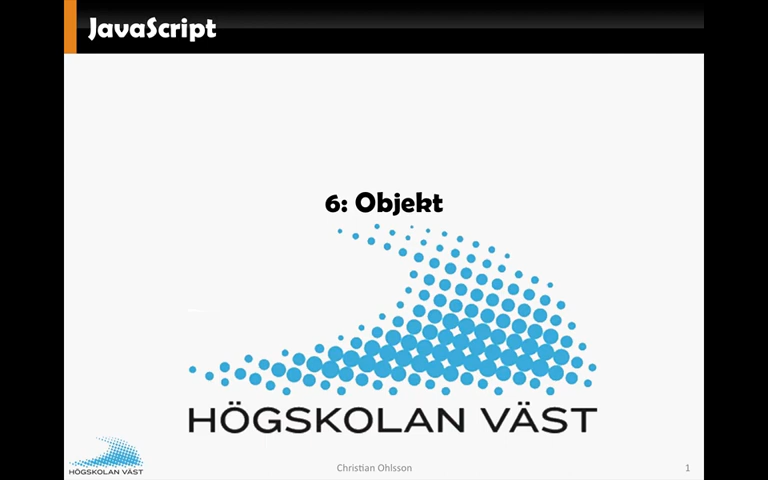 JavaScript
6: Objekt
HÖGSKOLAN VÄST
HÖGSKOLAN VÄST
Christian Ohlsson
1